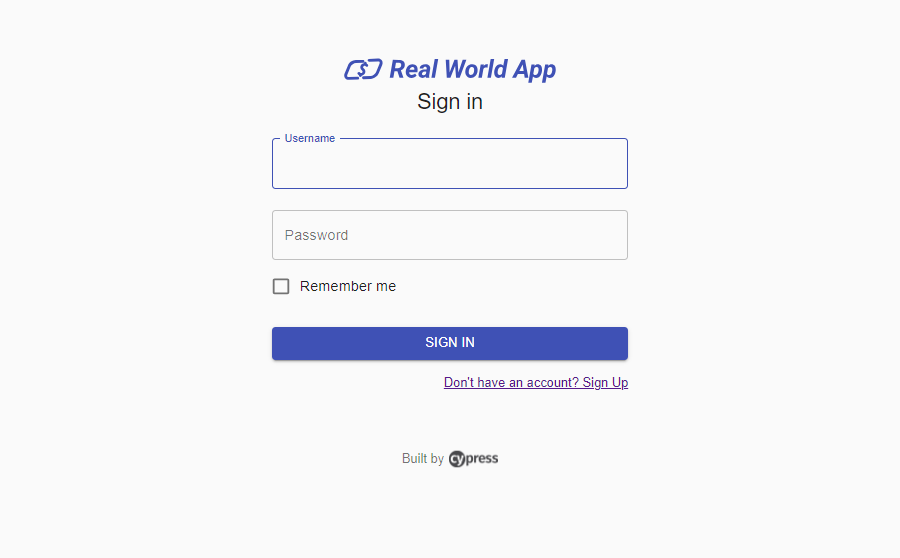 Real World App
Sign in
Username
Password
Remember me
SIGN IN
Don't have an account? Sign Up
Built by cypress